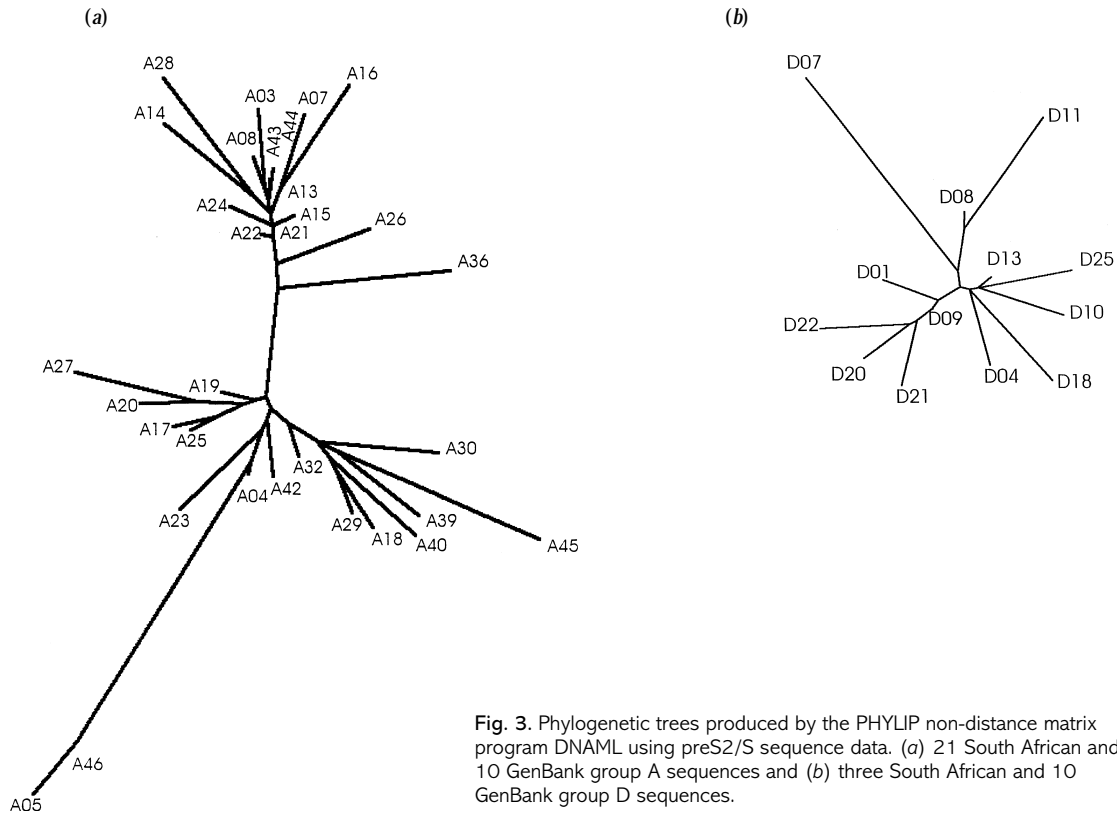 (a)
(b)
A28
A16
A03
A07
A14
A44
A08
A43
A13
A24
A15
A22
A21
A26
A36
A27
A19
A20
A17
A25
A30
A32
A04
A42
A23
A29
A18
A39
A40
A45
A46
A05
D07
D11
D08
D13
D25
D01
D10
D09
D22
D20
D21
D04
D18
Fig. 3. Phylogenetic trees produced by the PHYLIP non-distance matrix
program DNAML using preS2/S sequence data. (a) 21 South African and
10 GenBank group A sequences and (b) three South African and 10
GenBank group D sequences.